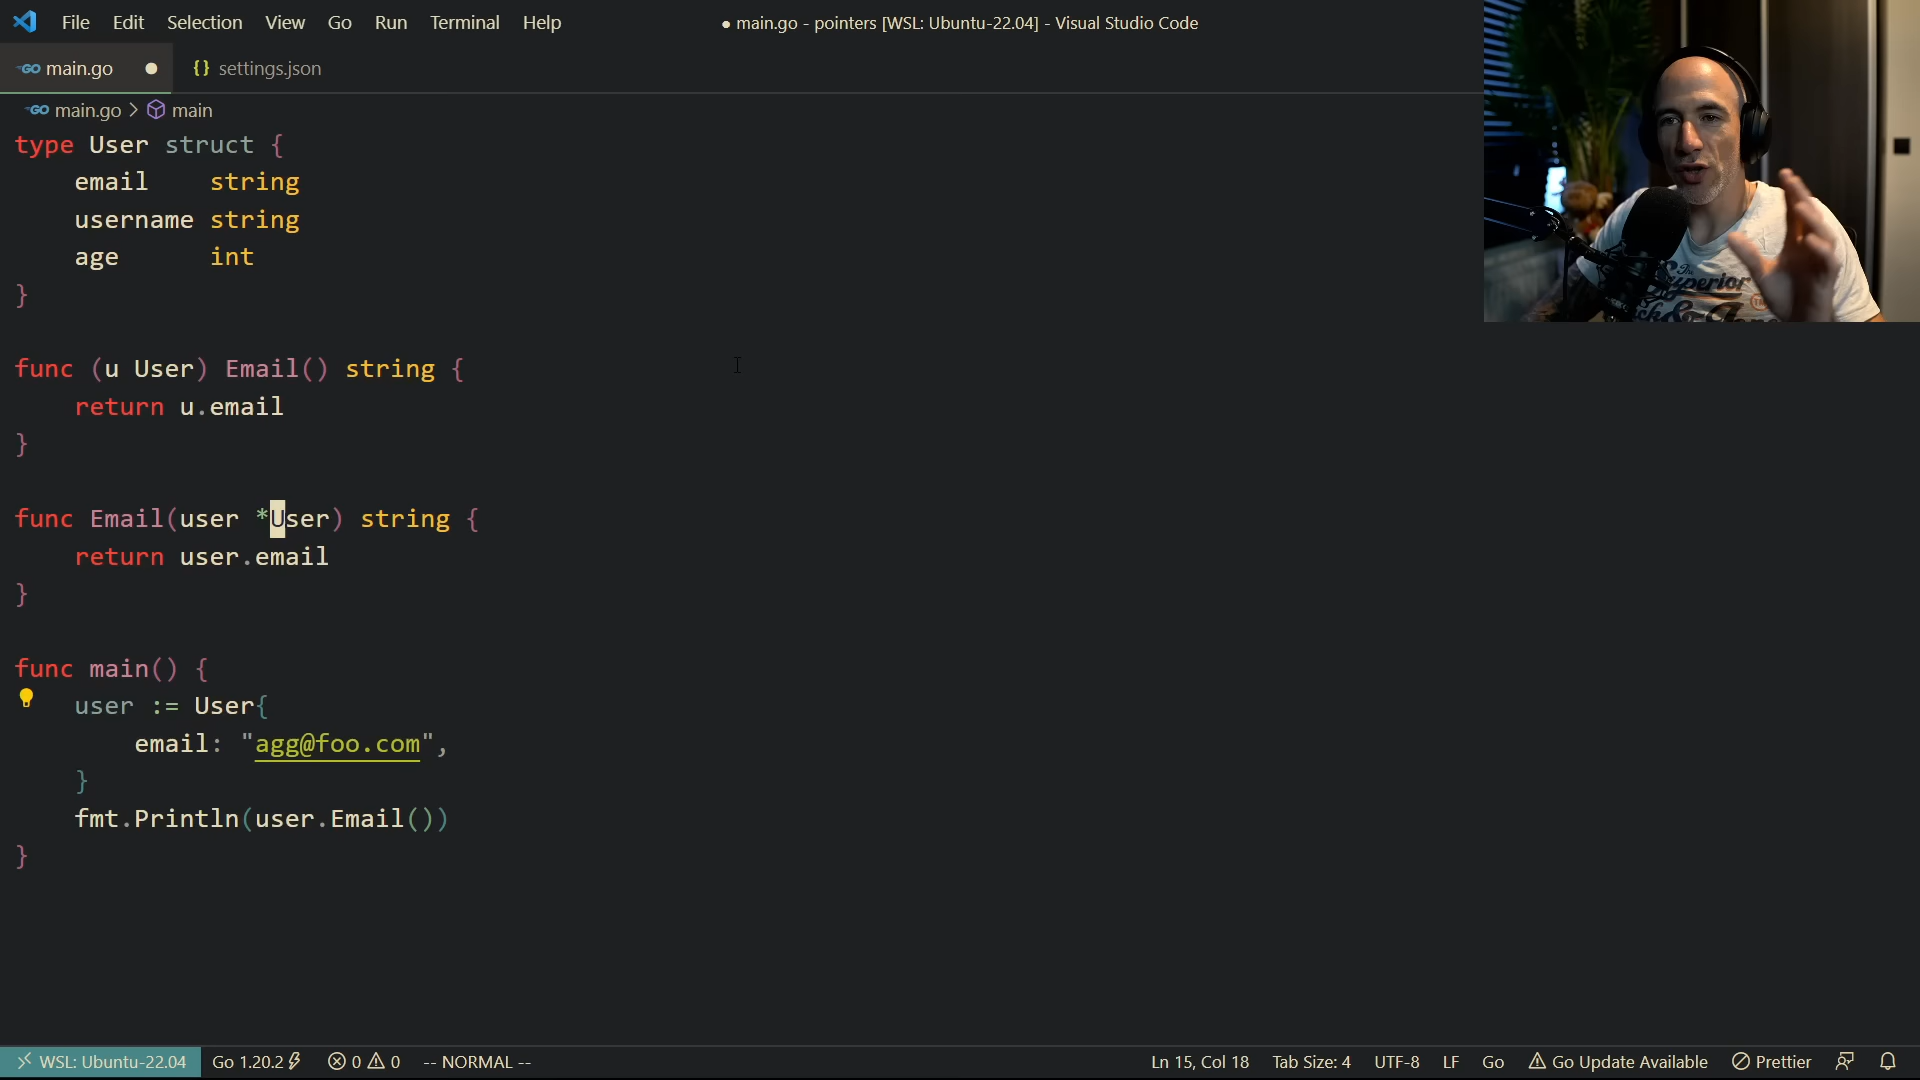 File Edit Selection View Go Run Terminal Help
● main.go - pointers [WSL: Ubuntu-22.04] - Visual Studio Code
GO main.go ●
{} settings.json
GO main.go > main
type User struct {
    email    string
    username string
    age      int
}
func (u User) Email() string {
    return u.email
}
func Email(user *User) string {
    return user.email
}
func main() {
    user := User{
        email: "agg@foo.com",
    }
    fmt.Println(user.Email())
}
The
Superior
WSL: Ubuntu-22.04 Go 1.20.2 0 0 -- NORMAL --
Ln 15, Col 18 Tab Size: 4 UTF-8 LF Go Go Update Available Prettier